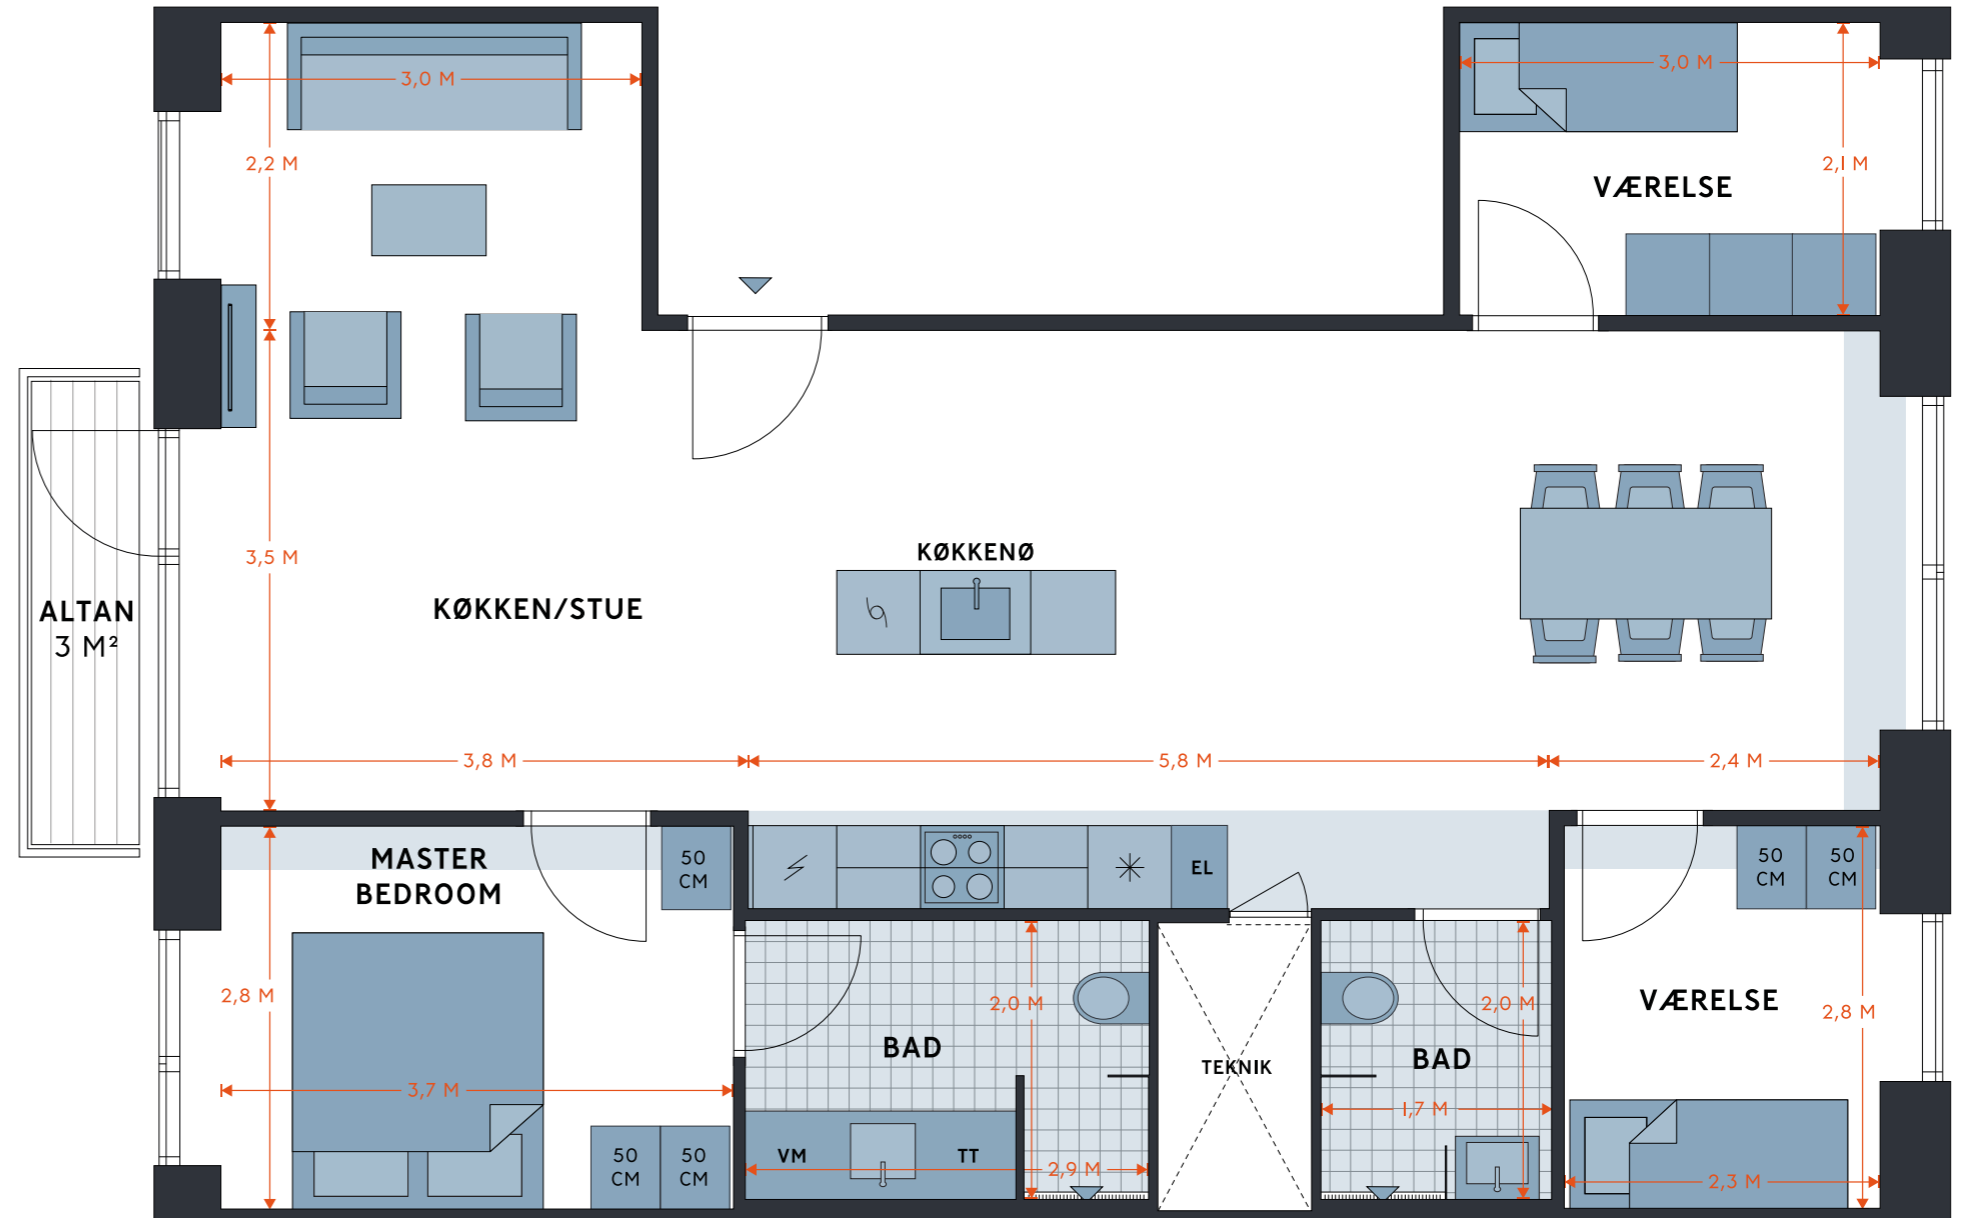 3,0 M
3,0 M
2,2 M
2,1 M
VÆRELSE
KØKKENØ
3,5 M
KØKKEN/STUE
ALTAN
3 M²
3,8 M
5,8 M
2,4 M
MASTER
BEDROOM
50
CM
EL
50
CM
50
CM
2,8 M
2,0 M
2,0 M
VÆRELSE
2,8 M
BAD
BAD
TEKNIK
3,7 M
1,7 M
VM
TT
50
CM
50
CM
2,9 M
2,3 M